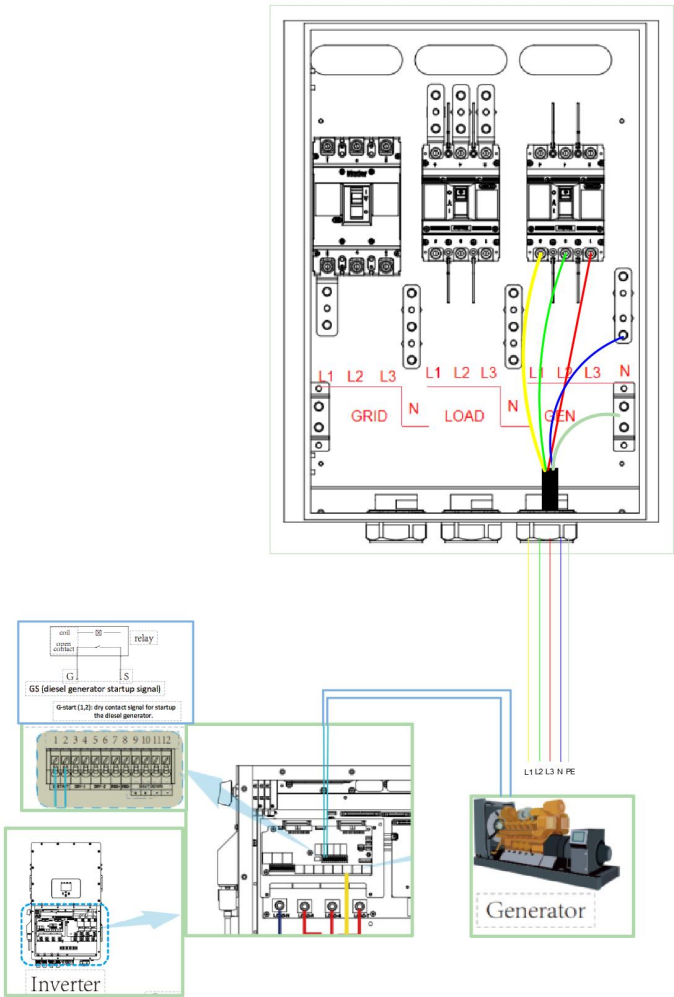 L1 L2 L3
N
GRID
L1 L2 L3
N
LOAD
L1 L2 L3 N
GEN
coil
open
contact
relay
G S
GS (diesel generator startup signal)
G-start (1,2): dry contact signal for startup
the diesel generator.
1 2 3 4 5 6 7 8 9 10 11 12
L1 L2 L3 N PE
Generator
Inverter